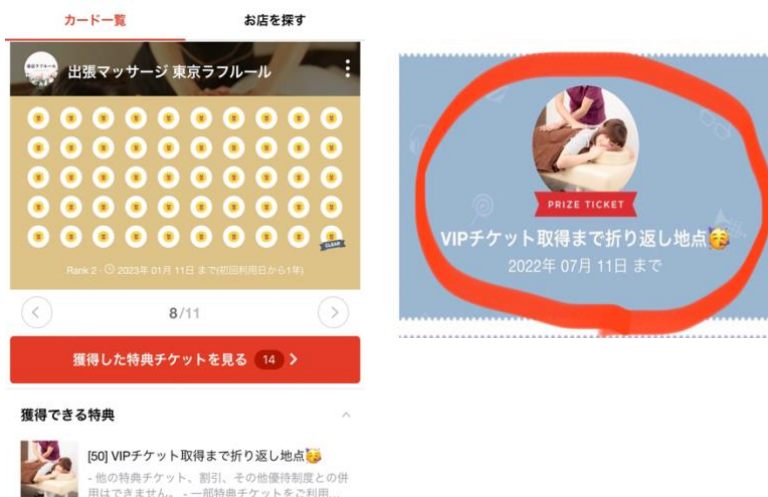 カード一覧
お店を探す
出張マッサージ 東京ラフルール
CLEAR
Rank 2 - 2023年 01月 11日 まで(初回利用日から1年)
8/11
獲得した特典チケットを見る 14
獲得できる特典
[50] VIPチケット取得まで折り返し地点🥳
- 他の特典チケット、割引、その他優待制度との併
用はできません。 - 一部特典チケットをご利用...
PRIZE TICKET
VIPチケット取得まで折り返し地点🥳
2022年 07月 11日 まで